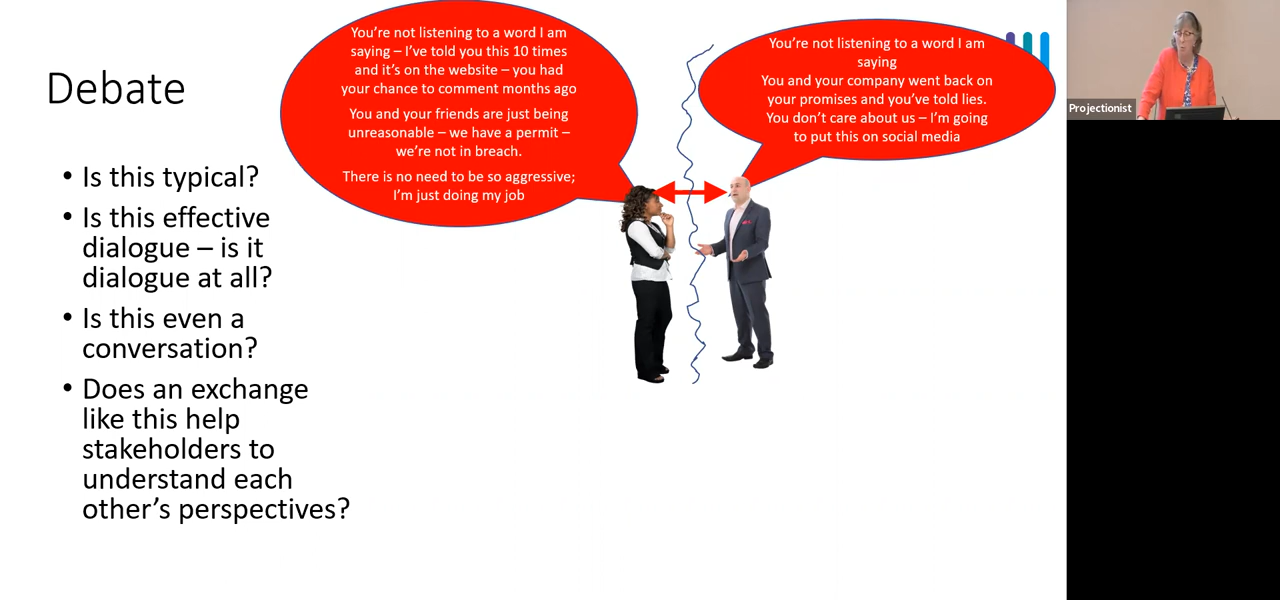 Debate
• Is this typical?
• Is this effective
dialogue – is it
dialogue at all?
• Is this even a
conversation?
• Does an exchange
like this help
stakeholders to
understand each
other's perspectives?
You're not listening to a word I am
saying – I've told you this 10 times
and it's on the website – you had
your chance to comment months ago
You and your friends are just being
unreasonable – we have a permit –
we're not in breach.
There is no need to be so aggressive;
I'm just doing my job
You're not listening to a word I am
saying
You and your company went back on
your promises and you've told lies.
You don't care about us – I'm going
to put this on social media
Projectionist